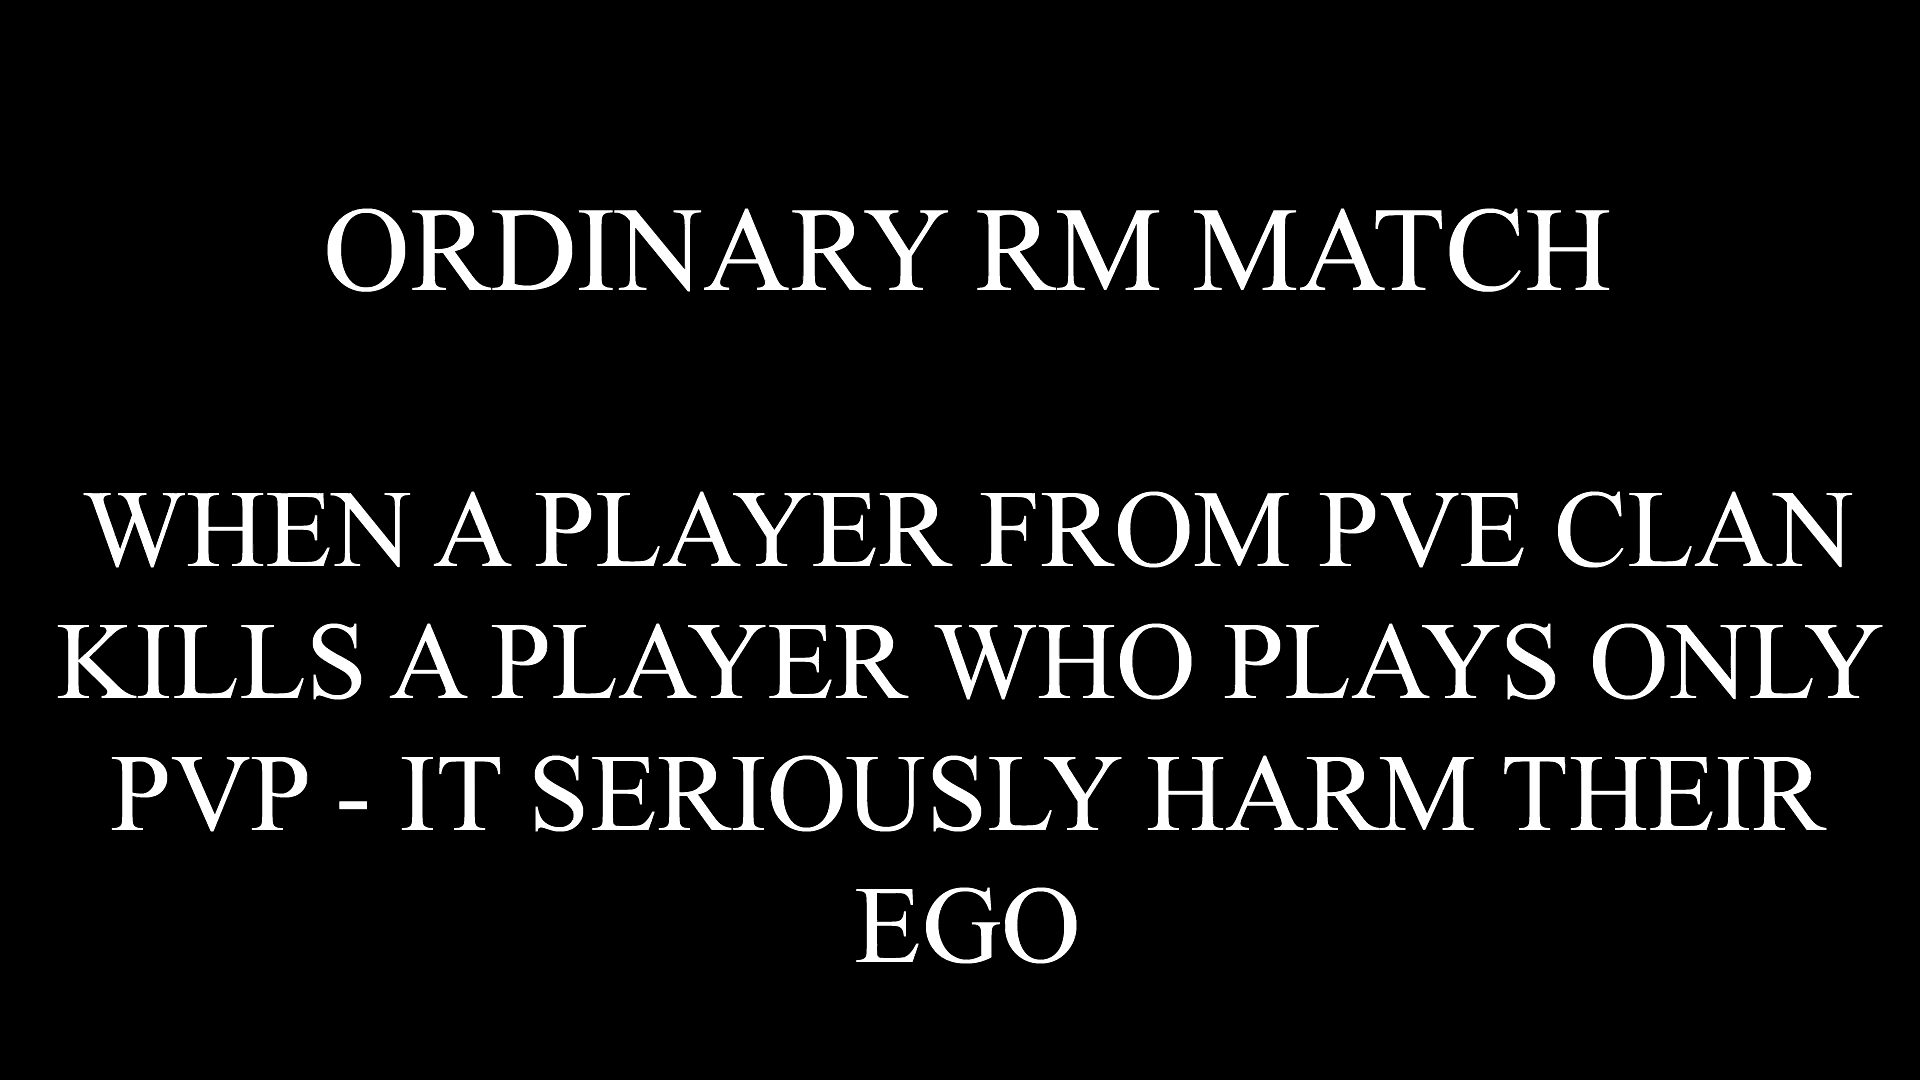 ORDINARY RM MATCH
WHEN A PLAYER FROM PVE CLAN
KILLS A PLAYER WHO PLAYS ONLY
PVP - IT SERIOUSLY HARM THEIR
EGO